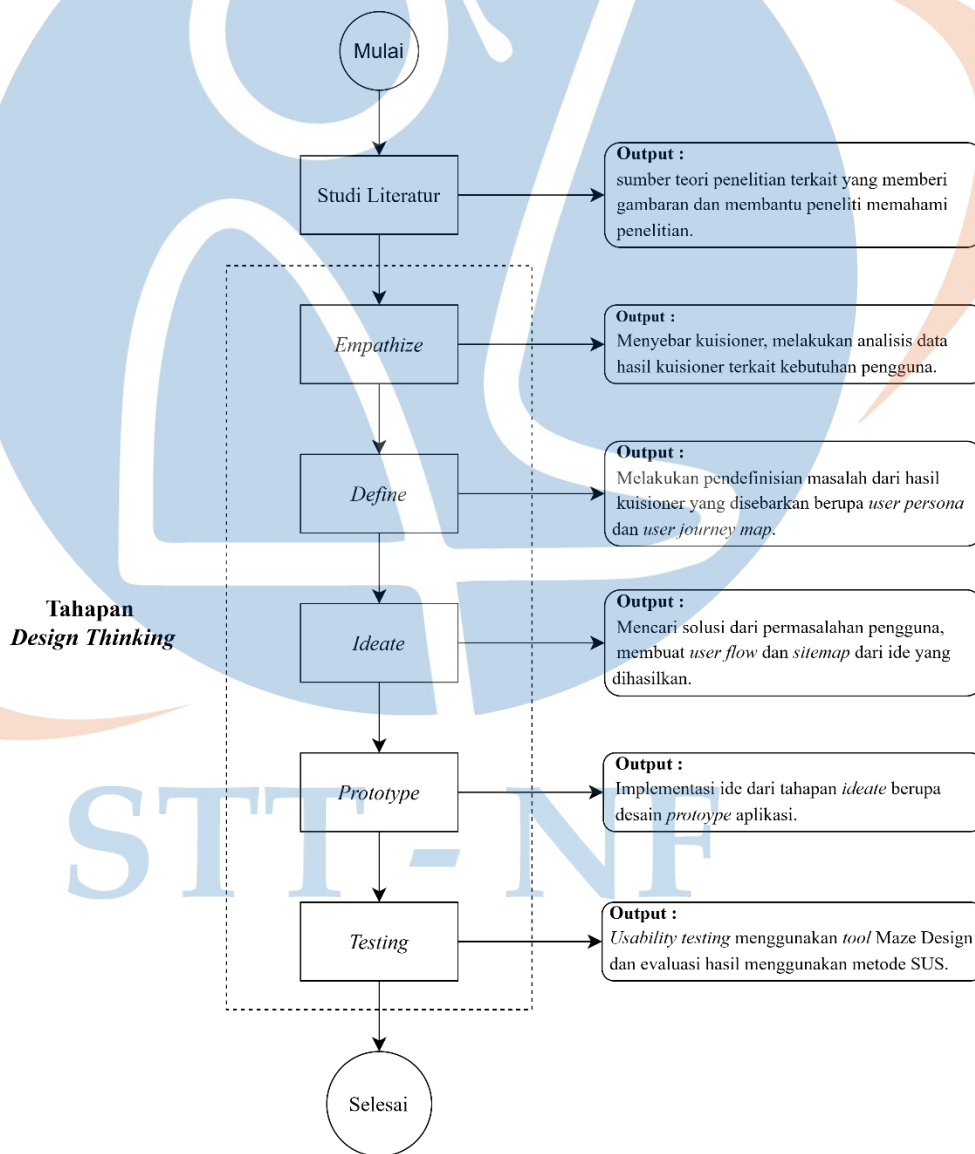 Mulai
Studi Literatur
Output :
sumber teori penelitian terkait yang memberi
gambaran dan membantu peneliti memahami
penelitian.
Empathize
Output :
Menyebar kuisioner, melakukan analisis data
hasil kuisioner terkait kebutuhan pengguna.
Define
Output :
Melakukan pendefinisian masalah dari hasil
kuisioner yang disebarkan berupa user persona
dan user journey map.
Tahapan
Design Thinking
Ideate
Output :
Mencari solusi dari permasalahan pengguna,
membuat user flow dan sitemap dari ide yang
dihasilkan.
Prototype
Output :
Implementasi ide dari tahapan ideate berupa
desain protoype aplikasi.
STT - NF
Testing
Output :
Usability testing menggunakan tool Maze Design
dan evaluasi hasil menggunakan metode SUS.
Selesai